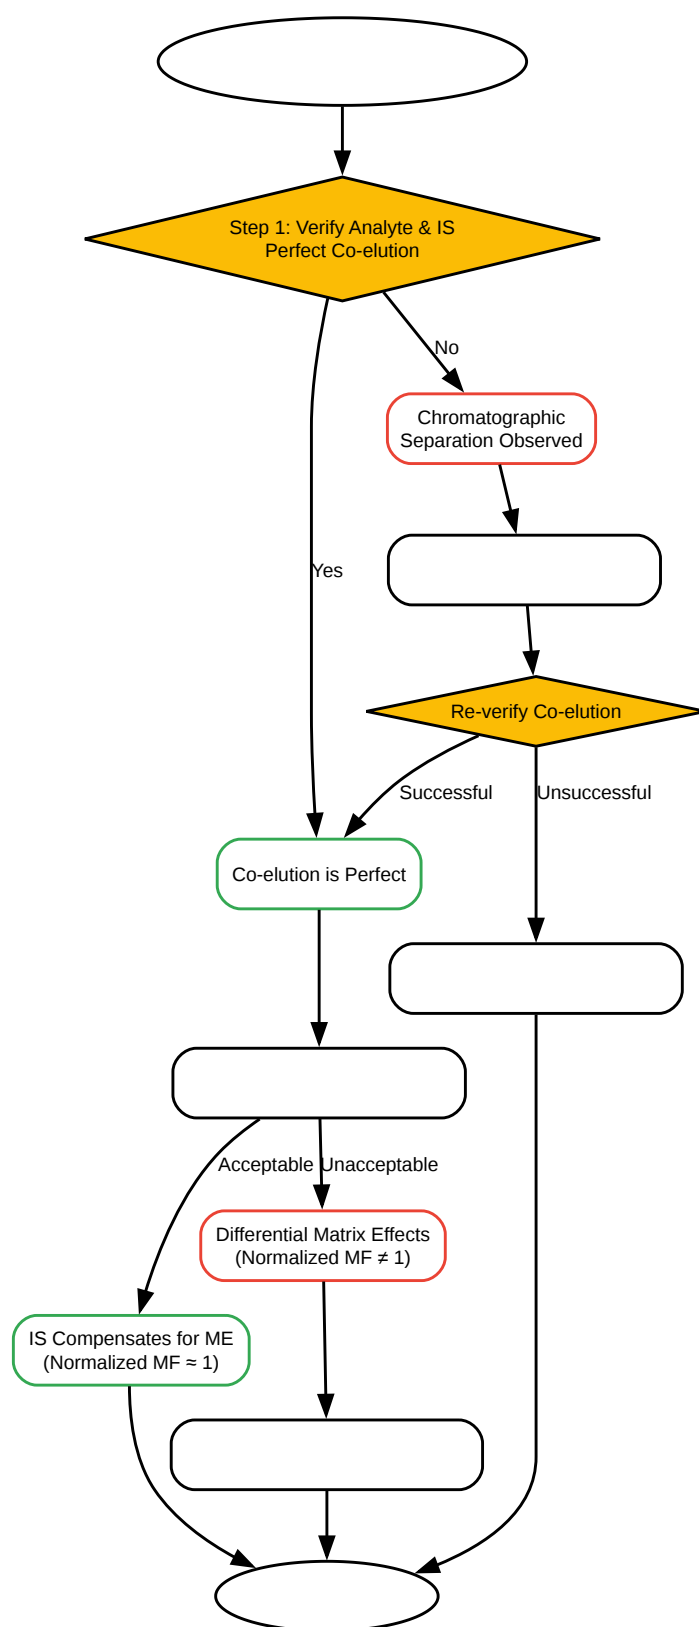 Step 1: Verify Analyte & IS
Perfect Co-elution
No
Chromatographic
Separation Observed
Yes
Re-verify Co-elution
Successful
Unsuccessful
Co-elution is Perfect
Acceptable
Unacceptable
Differential Matrix Effects
(Normalized MF ≠ 1)
IS Compensates for ME
(Normalized MF ≈ 1)